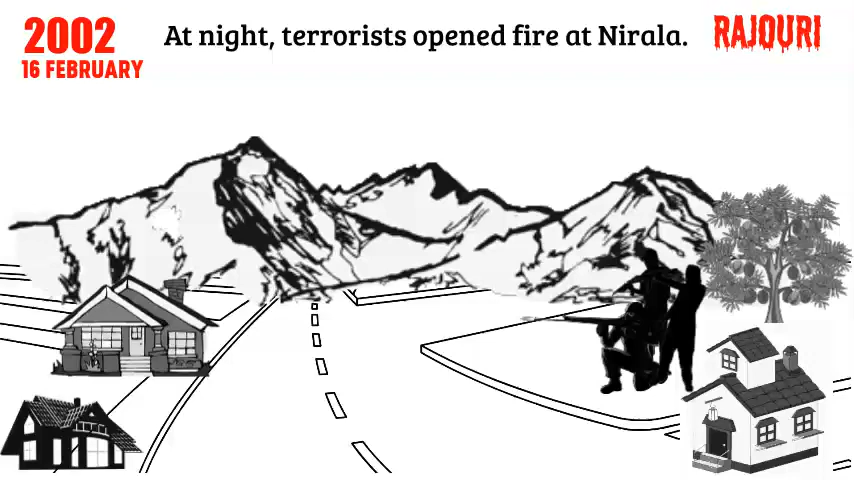 2002
16 FEBRUARY
At night, terrorists opened fire at Nirala.
RAJOURI